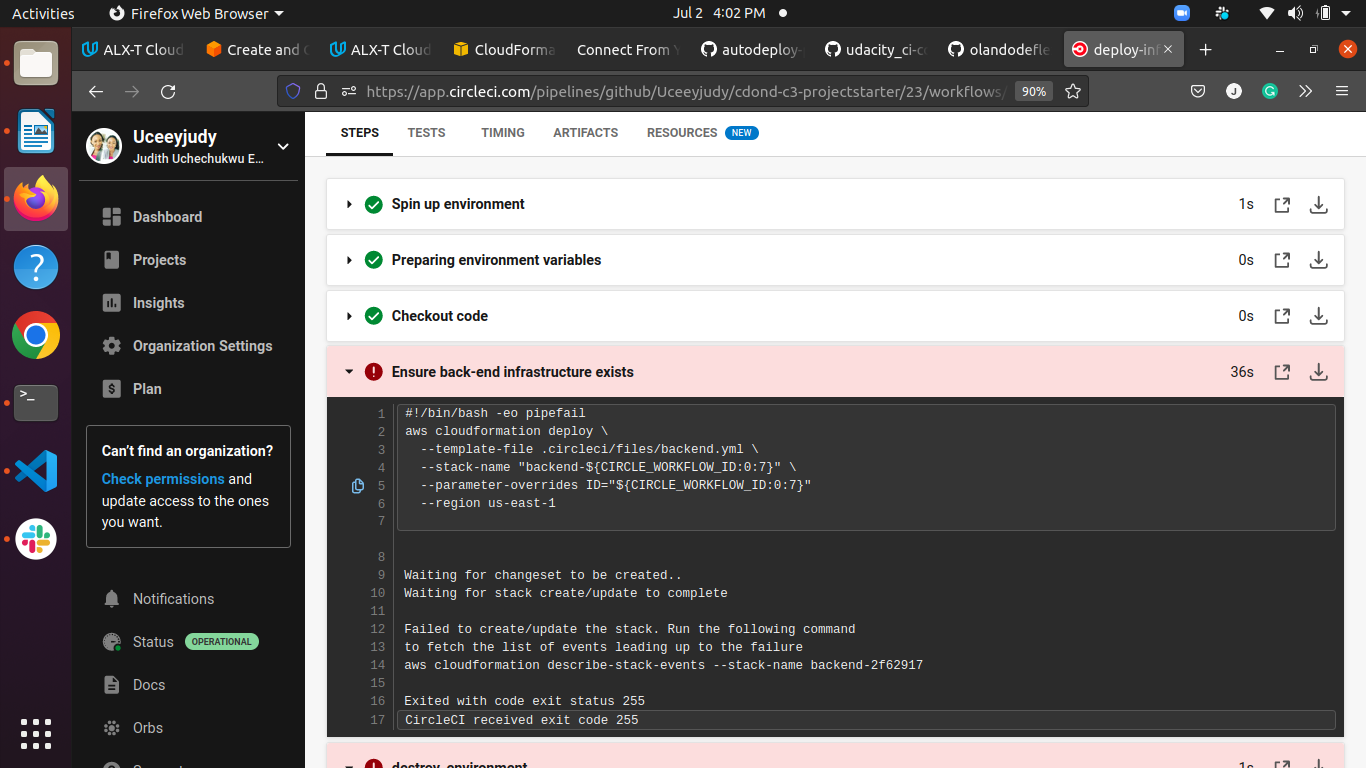 Activities
Firefox Web Browser
Jul 2 4:02 PM
ALX-T Cloud
Create and C
ALX-T Cloud
CloudForma
Connect From Y
autodeploy-
udacity_ci-c
olandodefle
deploy-inf
https://app.circleci.com/pipelines/github/Uceeyjudy/cdond-c3-projectstarter/23/workflows/
90%
Uceeyjudy
Judith Uchechukwu E...
Dashboard
Projects
Insights
Organization Settings
Plan
Can't find an organization?
Check permissions and
update access to the ones
you want.
Notifications
Status OPERATIONAL
Docs
Orbs
STEPS
TESTS
TIMING
ARTIFACTS
RESOURCES NEW
Spin up environment 1s
Preparing environment variables 0s
Checkout code 0s
Ensure back-end infrastructure exists 36s
1 #!/bin/bash -eo pipefail
2 aws cloudformation deploy \
3 --template-file .circleci/files/backend.yml \
4 --stack-name "backend-${CIRCLE_WORKFLOW_ID:0:7}" \
5 --parameter-overrides ID="${CIRCLE_WORKFLOW_ID:0:7}"
6 --region us-east-1
7
8
9 Waiting for changeset to be created..
10 Waiting for stack create/update to complete
11
12 Failed to create/update the stack. Run the following command
13 to fetch the list of events leading up to the failure
14 aws cloudformation describe-stack-events --stack-name backend-2f62917
15
16 Exited with code exit status 255
17 CircleCI received exit code 255
destroy_environment 1s